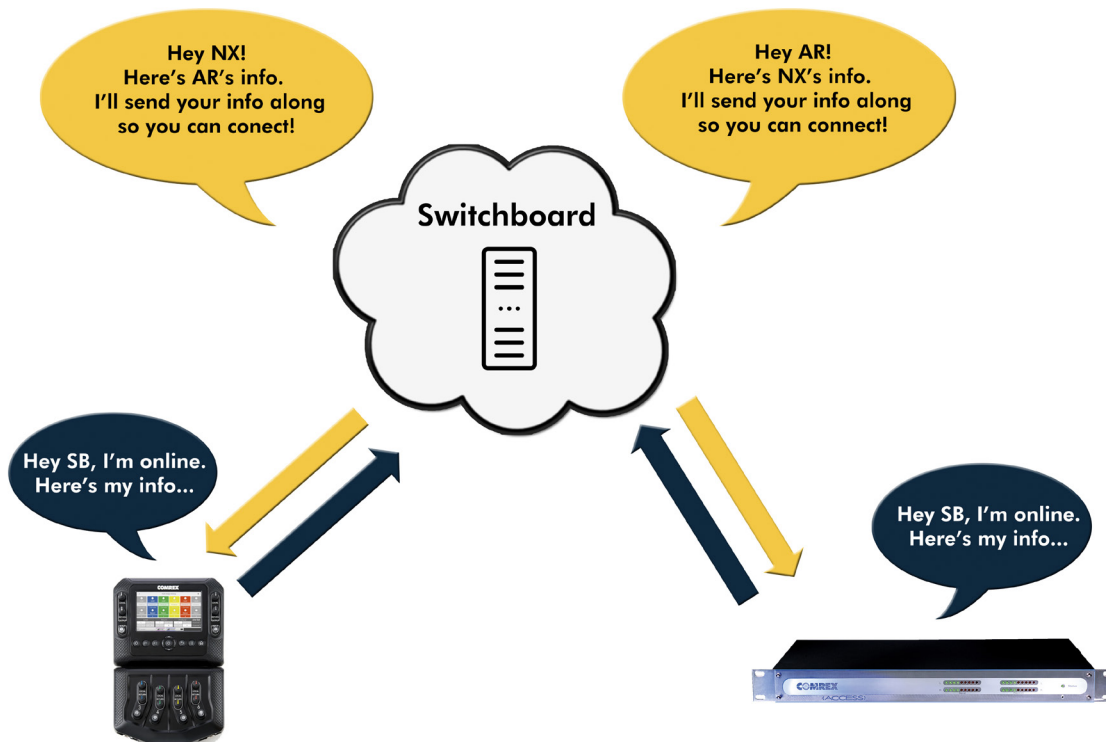 Hey NX!
Here's AR's info.
I'll send your info along
so you can conect!
Hey AR!
Here's NX's info.
I'll send your info along
so you can connect!
Switchboard
Hey SB, I'm online.
Here's my info...
Hey SB, I'm online.
Here's my info...
COMREX
COMREX
ACCESS